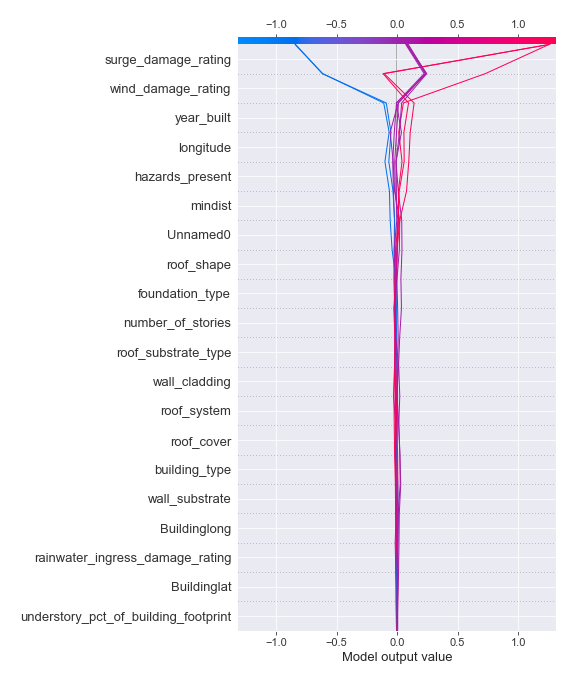 −1.0 −0.5 0.0 0.5 1.0
surge_damage_rating
wind_damage_rating
year_built
longitude
hazards_present
mindist
Unnamed0
roof_shape
foundation_type
number_of_stories
roof_substrate_type
wall_cladding
roof_system
roof_cover
building_type
wall_substrate
Buildinglong
rainwater_ingress_damage_rating
Buildinglat
understory_pct_of_building_footprint
−1.0 −0.5 0.0 0.5 1.0
Model output value